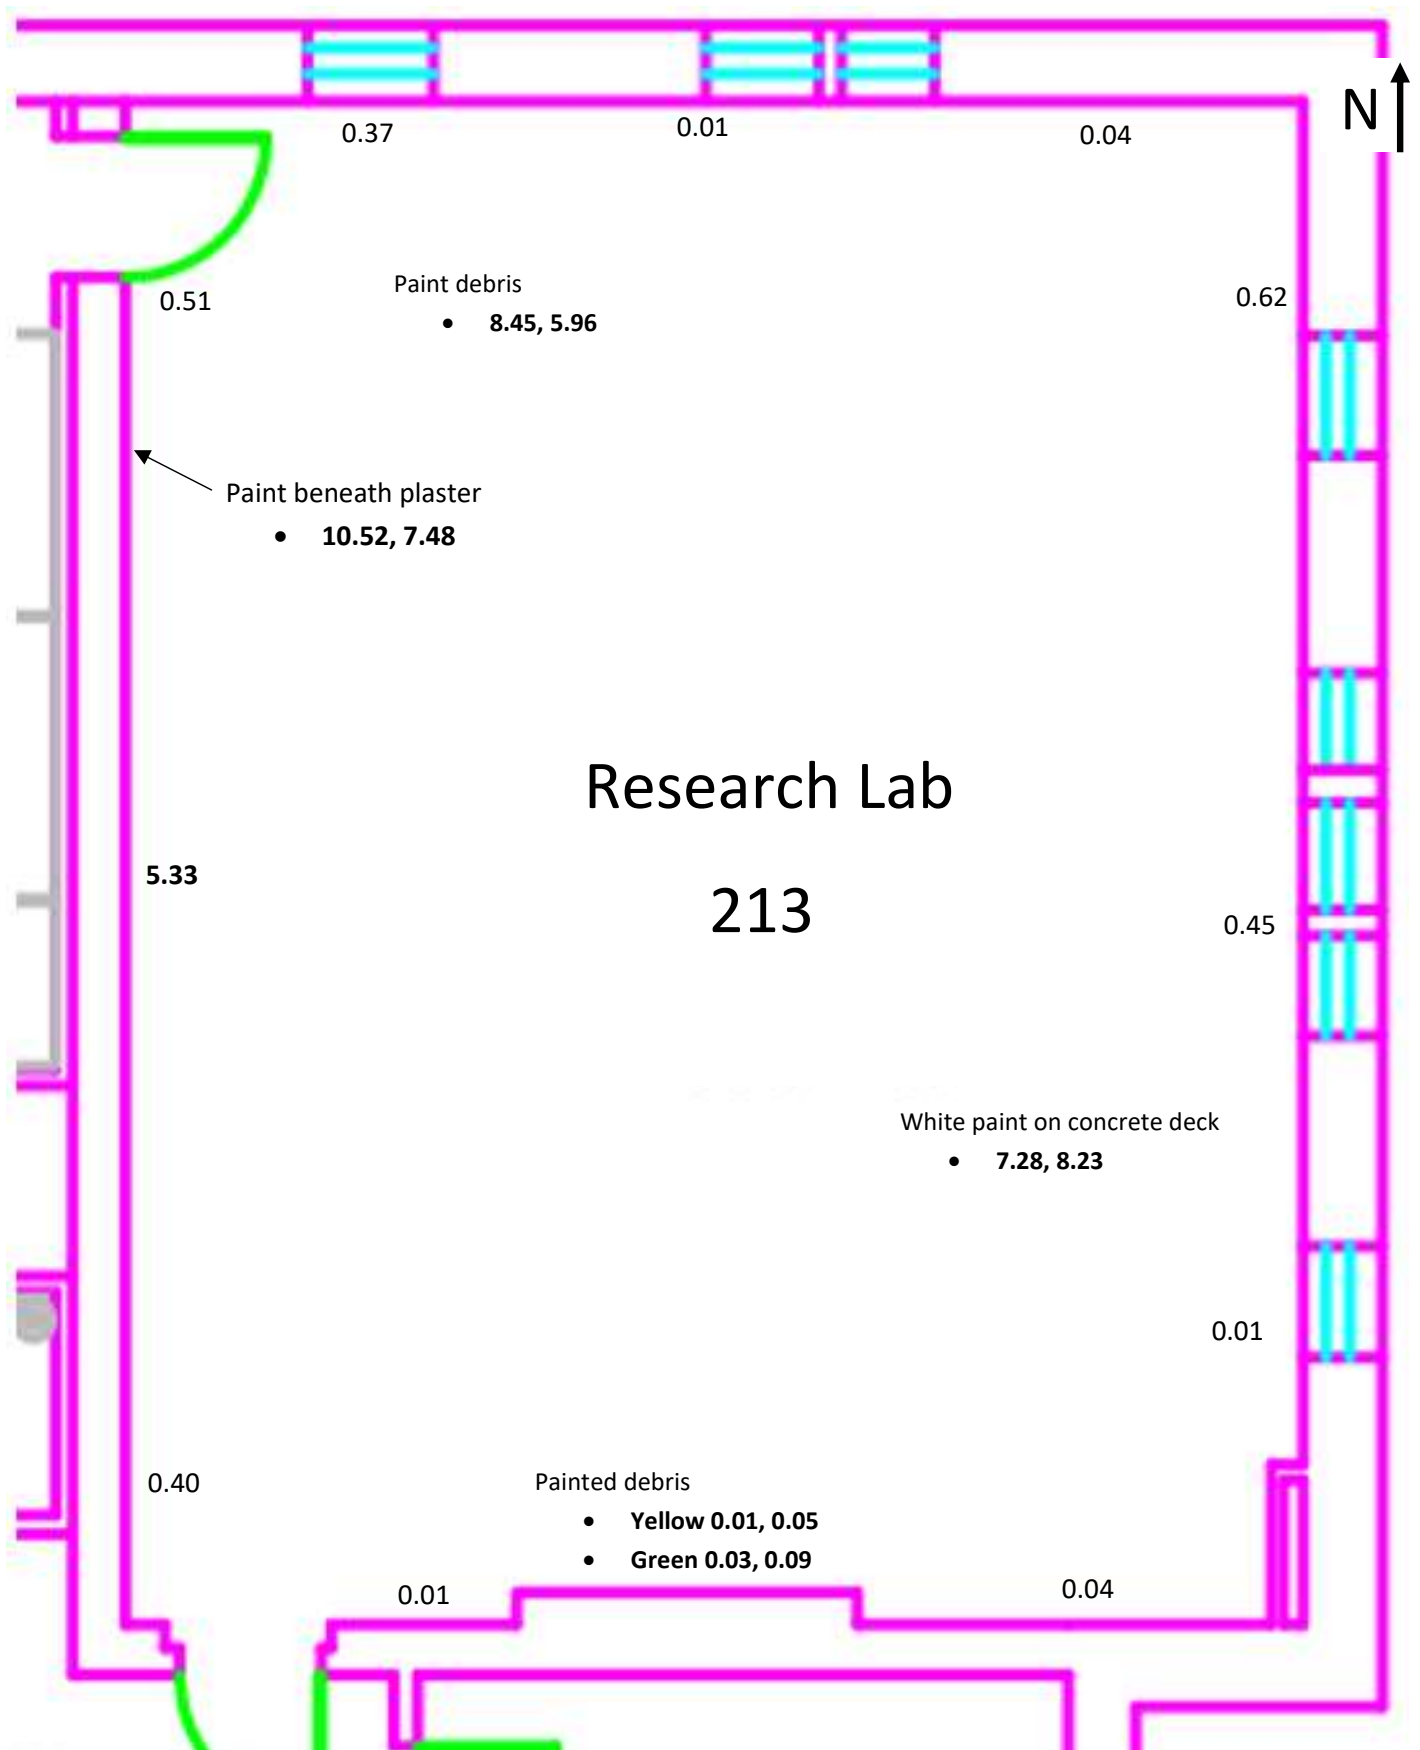 N
0.37
0.01
0.04
0.51
Paint debris
• 8.45, 5.96
0.62
Paint beneath plaster
• 10.52, 7.48
Research Lab
213
5.33
0.45
White paint on concrete deck
• 7.28, 8.23
0.01
0.40
Painted debris
• Yellow 0.01, 0.05
• Green 0.03, 0.09
0.01
0.04